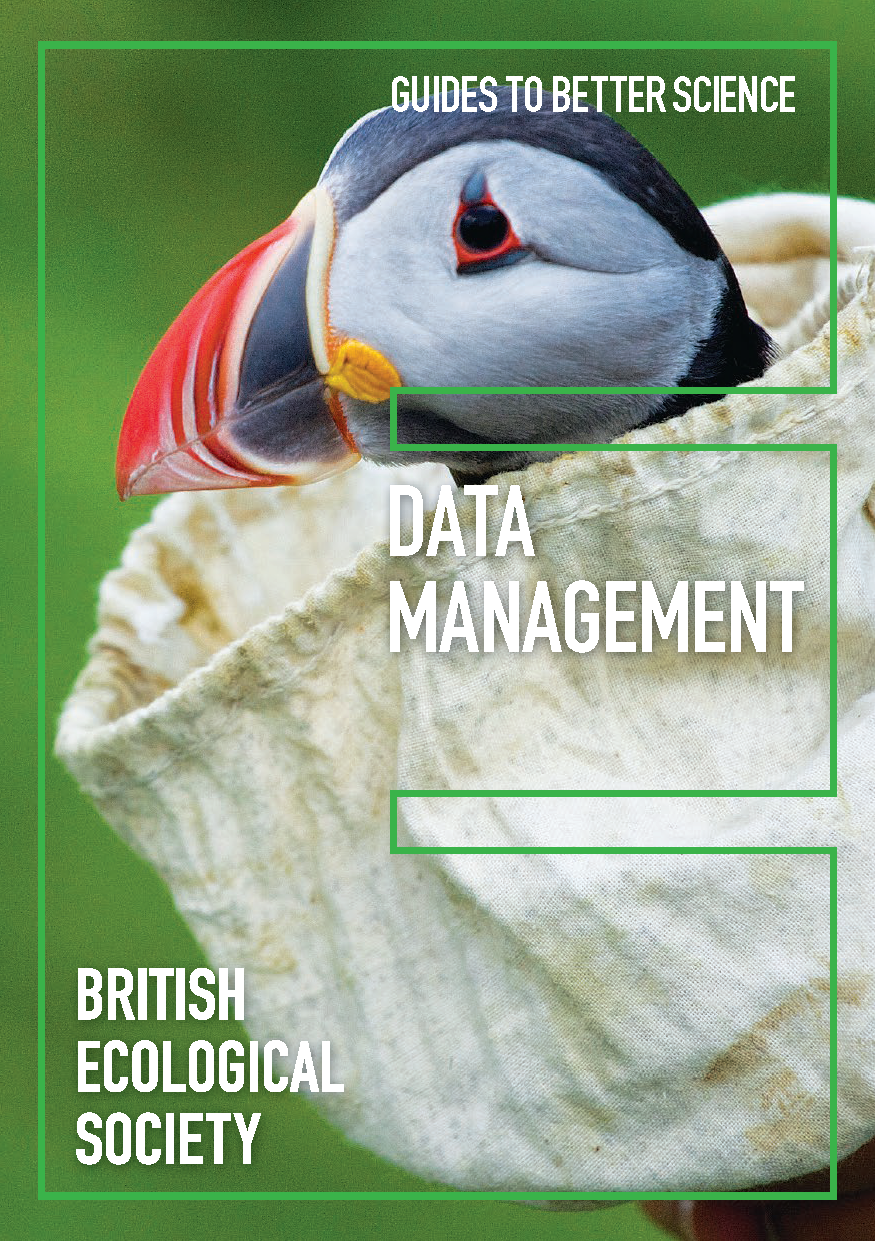 GUIDES TO BETTER SCIENCE
DATA
MANAGEMENT
BRITISH
ECOLOGICAL
SOCIETY